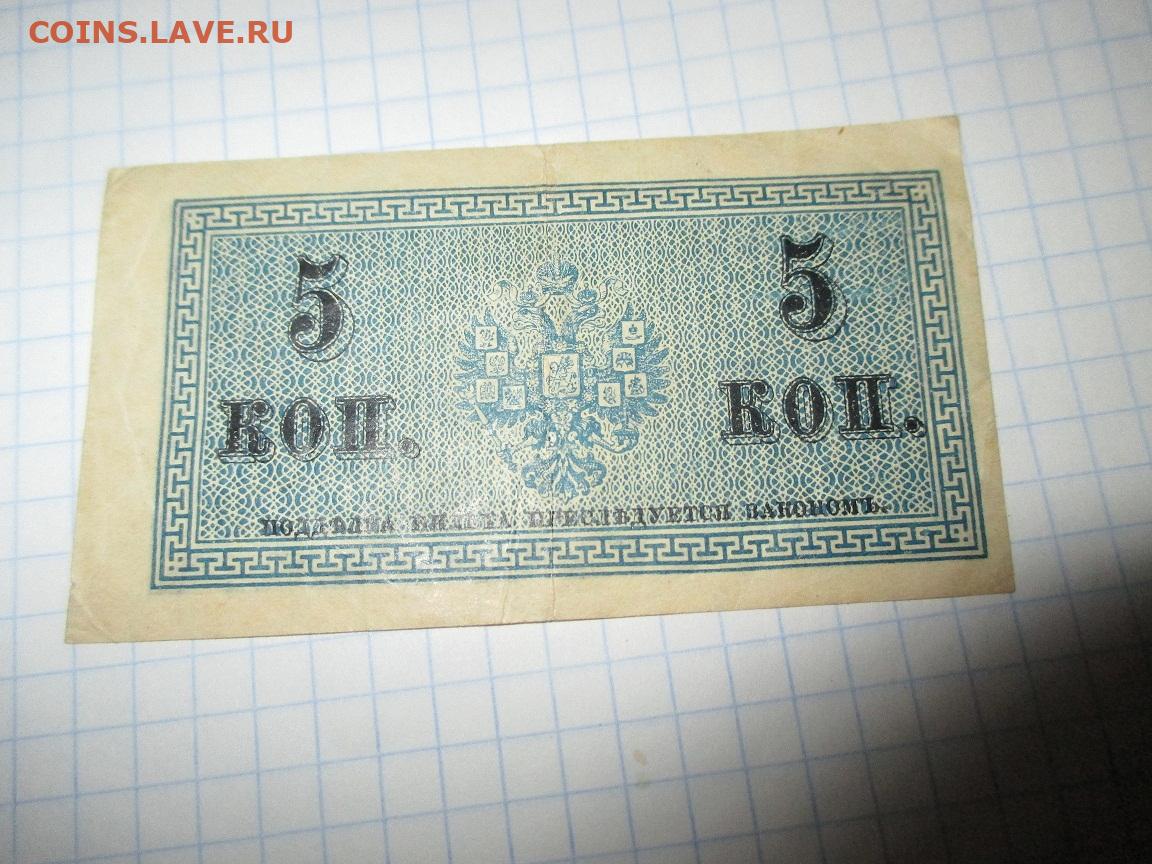 COINS.LAVE.RU
5 5
КОП. КОП.
ПОДДѢЛКА БИЛЕТА ПРЕСЛѢДУЕТСЯ ЗАКОНОМЪ.